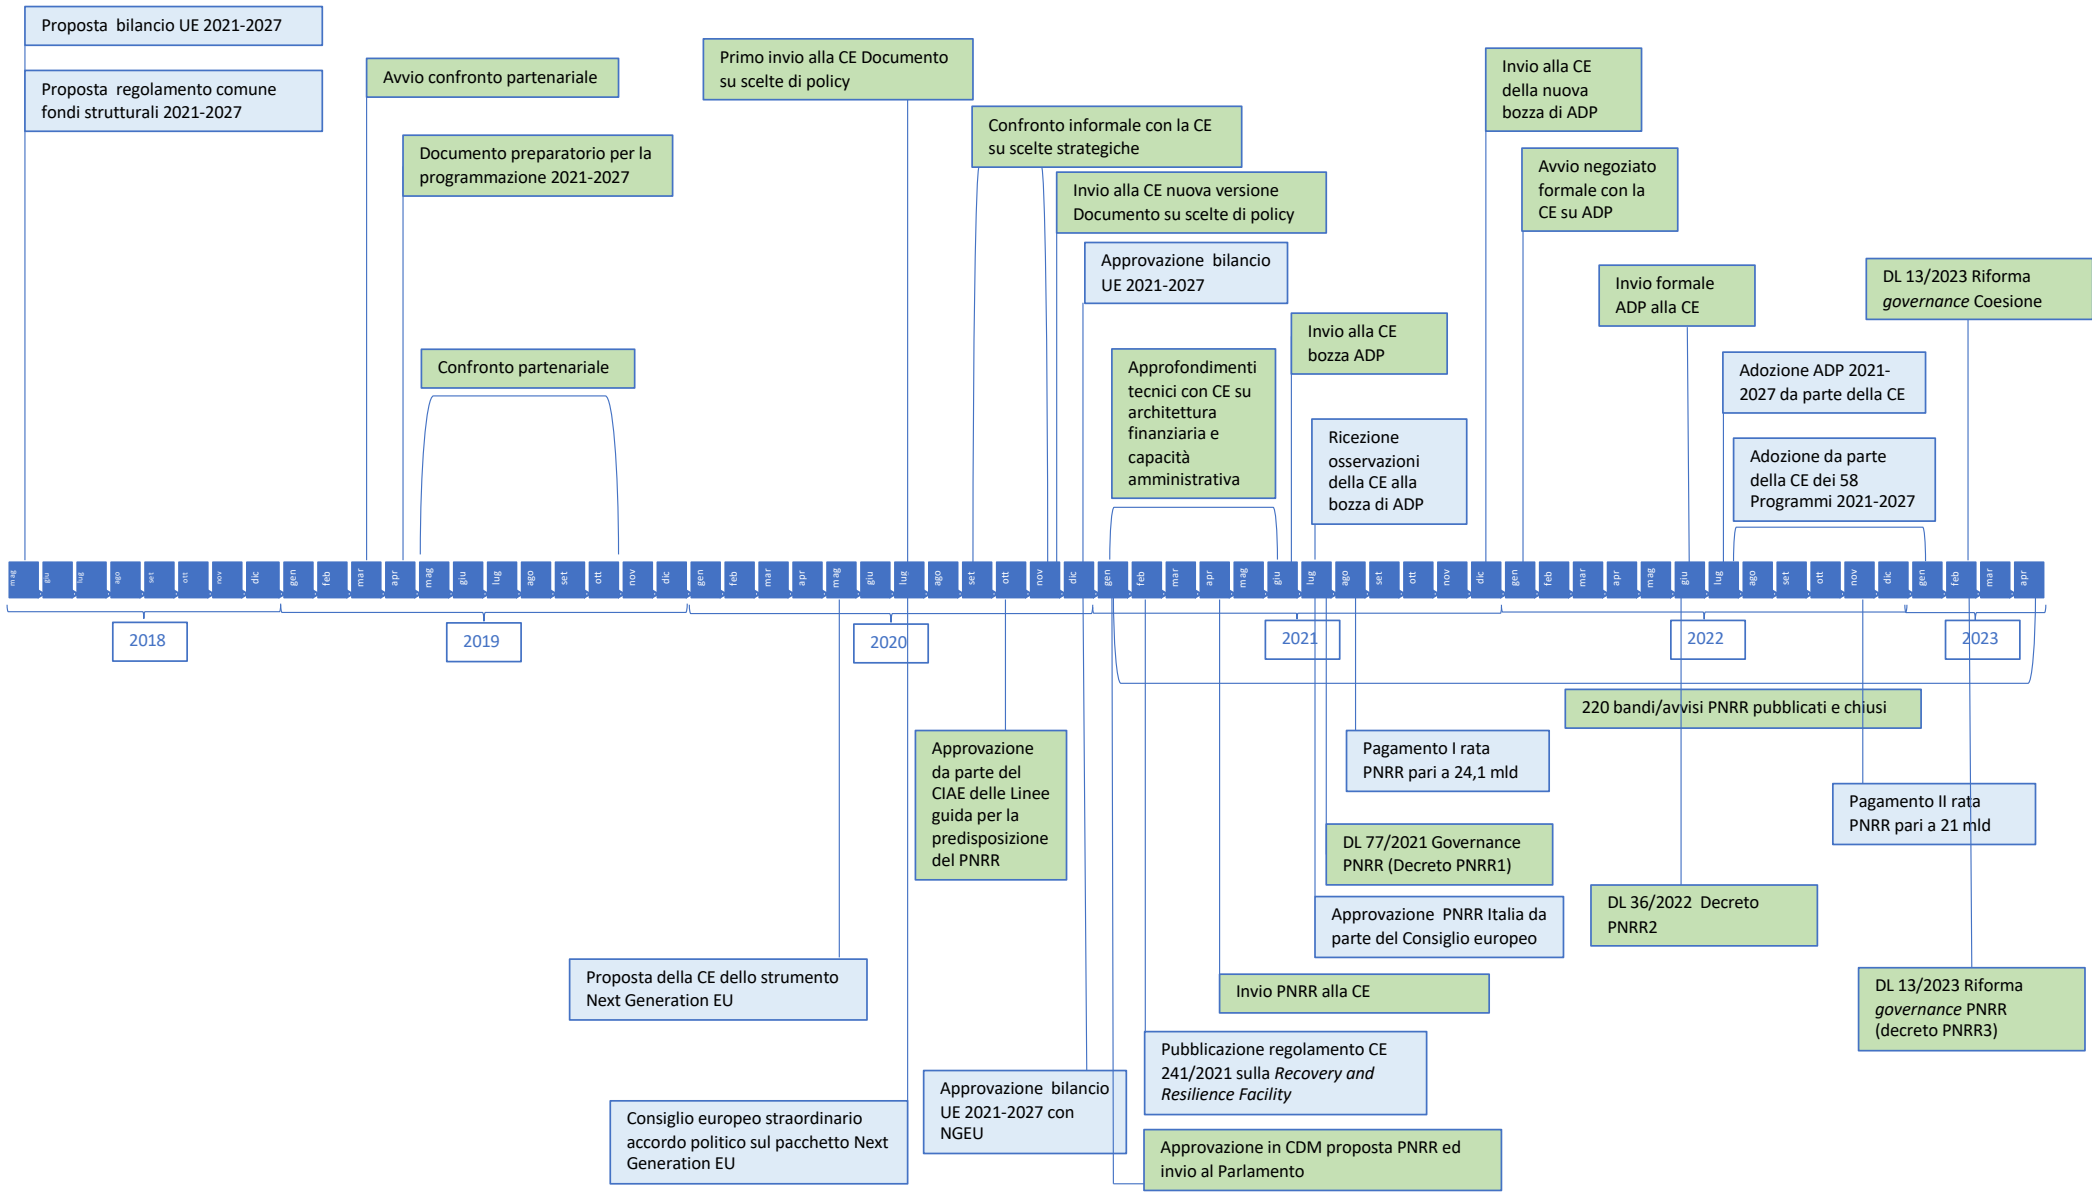 Proposta bilancio UE 2021-2027
Proposta regolamento comune
fondi strutturali 2021-2027
Avvio confronto partenariale
Documento preparatorio per la
programmazione 2021-2027
Confronto partenariale
Primo invio alla CE Documento
su scelte di policy
Confronto informale con la CE
su scelte strategiche
Invio alla CE nuova versione
Documento su scelte di policy
Approvazione bilancio
UE 2021-2027
Approfondimenti
tecnici con CE su
architettura
finanziaria e
capacità
amministrativa
Invio alla CE
bozza ADP
Ricezione
osservazioni
della CE alla
bozza di ADP
Invio alla CE
della nuova
bozza di ADP
Avvio negoziato
formale con la
CE su ADP
Invio formale
ADP alla CE
Adozione ADP 2021-
2027 da parte della CE
Adozione da parte
della CE dei 58
Programmi 2021-2027
DL 13/2023 Riforma
governance Coesione
mag giu lug ago set ott nov dic gen feb mar apr mag giu lug ago set ott nov dic gen feb mar apr mag giu lug ago set ott nov dic gen feb mar apr mag giu lug ago set ott nov dic gen feb mar apr mag giu lug ago set ott nov dic gen feb mar apr
2018 2019 2020 2021 2022 2023
220 bandi/avvisi PNRR pubblicati e chiusi
Approvazione
da parte del
CIAE delle Linee
guida per la
predisposizione
del PNRR
Pagamento I rata
PNRR pari a 24,1 mld
Pagamento II rata
PNRR pari a 21 mld
DL 77/2021 Governance
PNRR (Decreto PNRR1)
DL 36/2022 Decreto
PNRR2
Approvazione PNRR Italia da
parte del Consiglio europeo
Proposta della CE dello strumento
Next Generation EU
Invio PNRR alla CE
DL 13/2023 Riforma
governance PNRR
(decreto PNRR3)
Pubblicazione regolamento CE
241/2021 sulla Recovery and
Resilience Facility
Approvazione bilancio
UE 2021-2027 con
NGEU
Consiglio europeo straordinario
accordo politico sul pacchetto Next
Generation EU
Approvazione in CDM proposta PNRR ed
invio al Parlamento